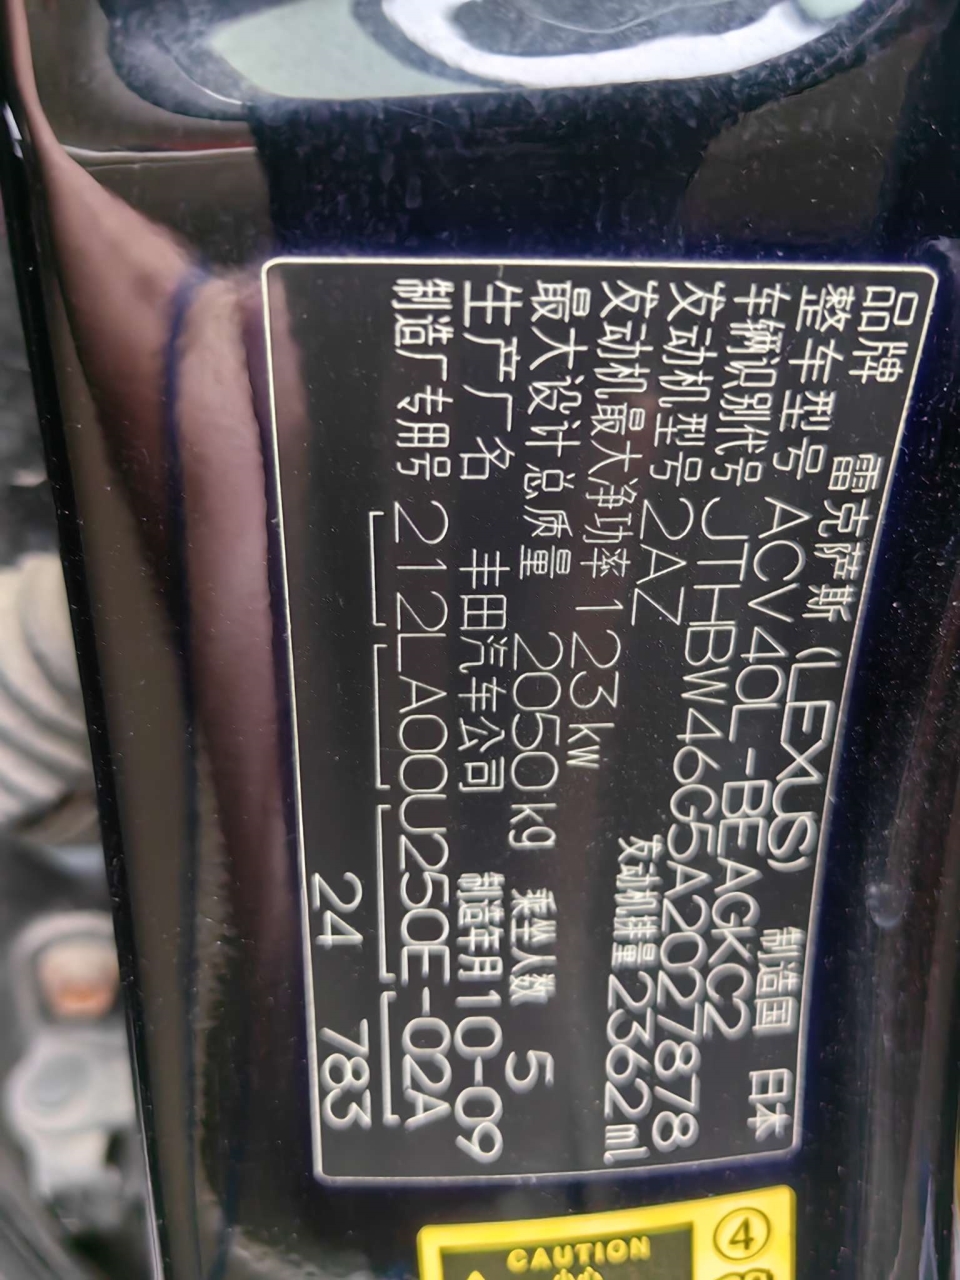 品牌 雷克萨斯 (LEXUS) 制造国 日本
整车型号 ACV40L-BEAGKC2
车辆识别代号 JTHBW46G5A2027878
发动机型号 2AZ 发动机排量 2362ml
发动机最大净功率 123kW
最大设计总质量 2050kg 乘坐人数 5
生产厂名 丰田汽车公司 制造年月 10-09
制造厂专用号 212LA00U250E-02A
24 783
4
CAUTION